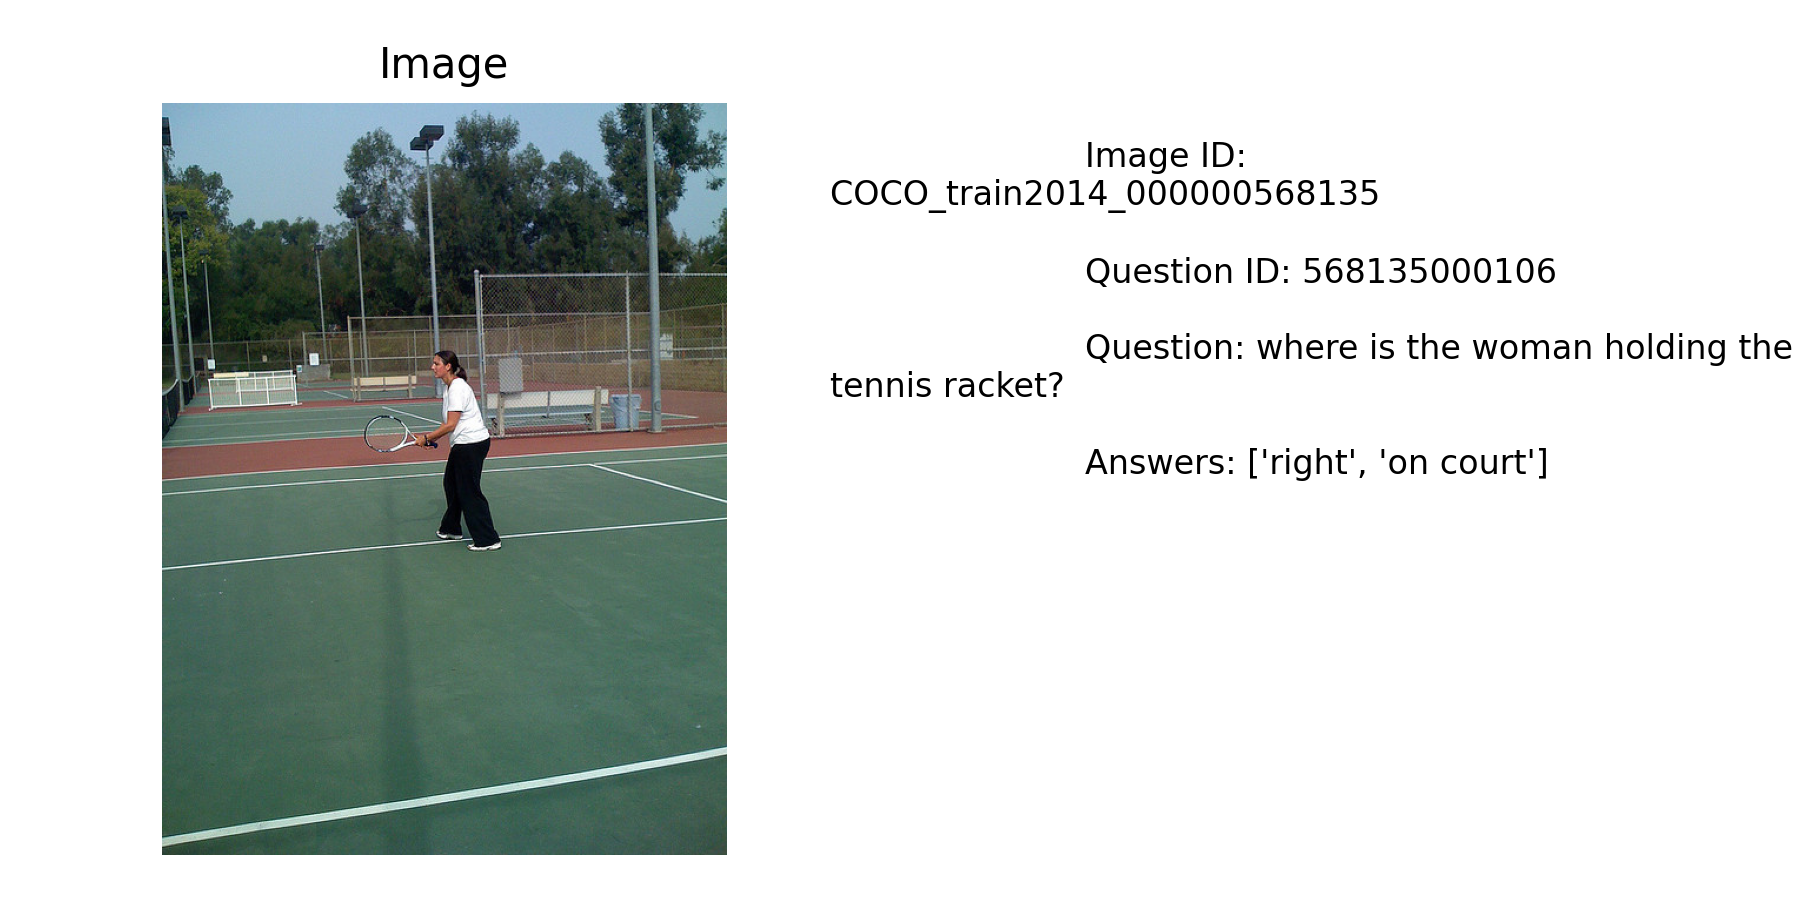 Image
Image ID:
COCO_train2014_000000568135
Question ID: 568135000106
Question: where is the woman holding the
tennis racket?
Answers: ['right', 'on court']